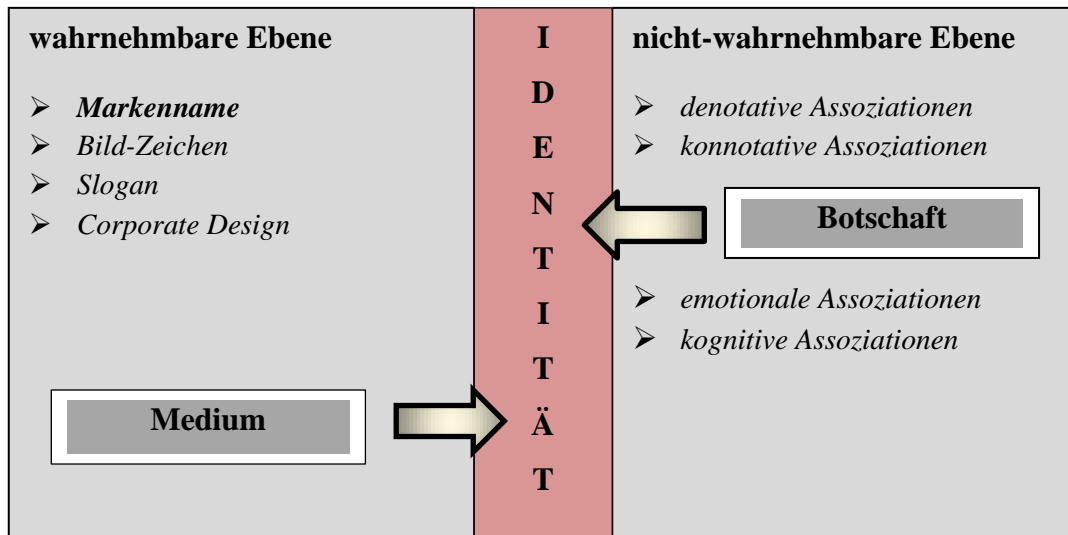 wahrnehmbare Ebene
➢ Markenname
➢ Bild-Zeichen
➢ Slogan
➢ Corporate Design
Medium
I
D
E
N
T
I
T
Ä
T
nicht-wahrnehmbare Ebene
➢ denotative Assoziationen
➢ konnotative Assoziationen
Botschaft
➢ emotionale Assoziationen
➢ kognitive Assoziationen